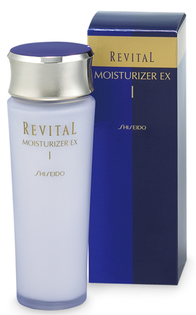 REVITAL
MOISTURIZER EX
I
SHISEIDO
REVITAL
MOISTURIZER EX
I
SHISEIDO